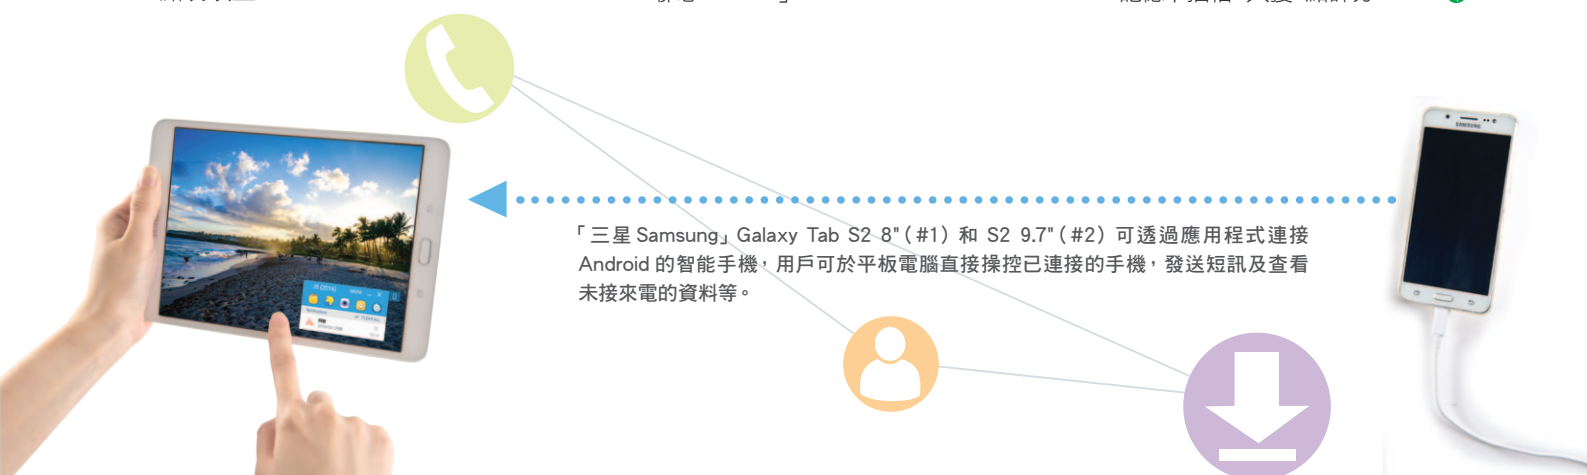 「三星 Samsung」Galaxy Tab S2 8"(#1) 和 S2 9.7"(#2) 可透過應用程式連接
Android 的智能手機，用戶可於平板電腦直接操控已連接的手機，發送短訊及查看
未接來電的資料等。
SAMSUNG
J5 (2016)